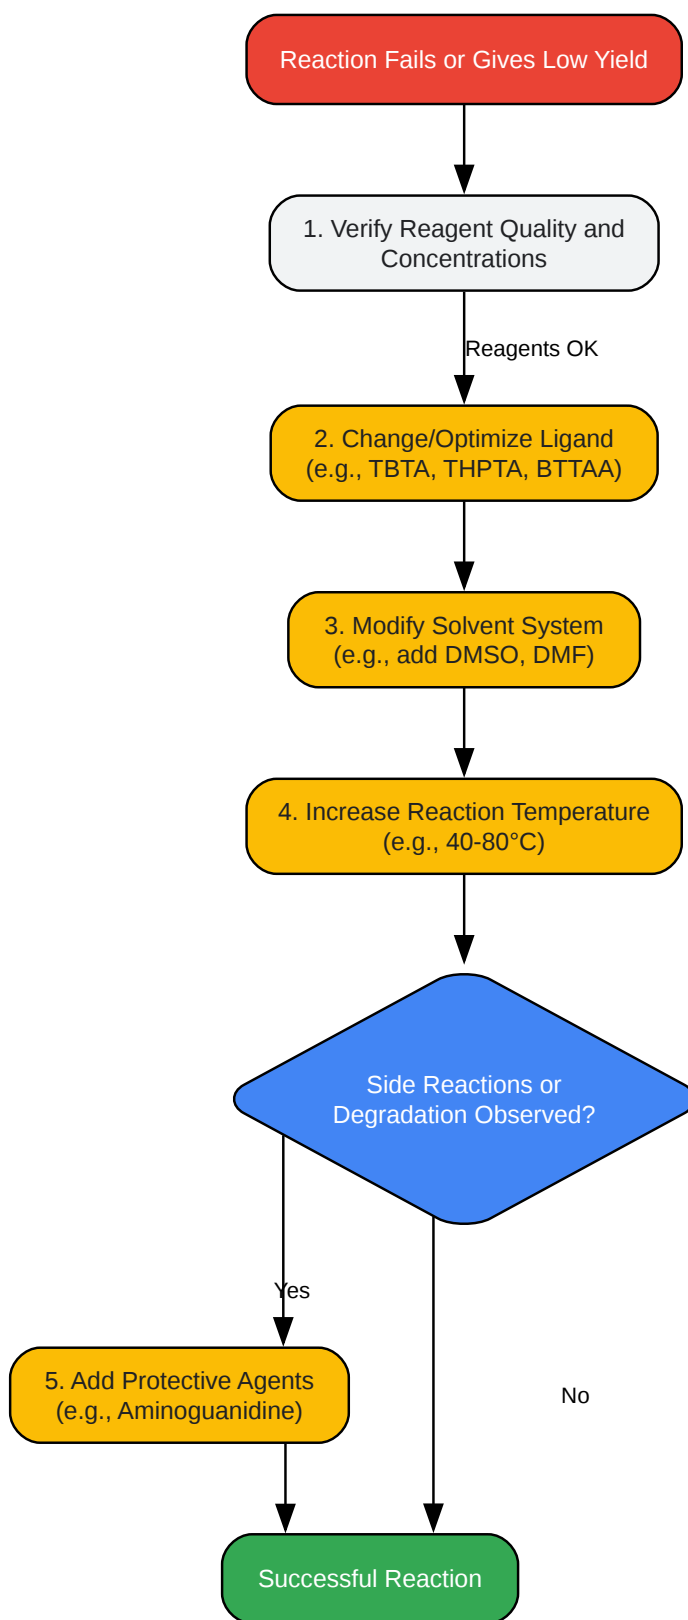 Reaction Fails or Gives Low Yield
1. Verify Reagent Quality and
Concentrations
Reagents OK
2. Change/Optimize Ligand
(e.g., TBTA, THPTA, BTTAA)
3. Modify Solvent System
(e.g., add DMSO, DMF)
4. Increase Reaction Temperature
(e.g., 40-80°C)
Side Reactions or
Degradation Observed?
Yes
5. Add Protective Agents
(e.g., Aminoguanidine)
No
Successful Reaction